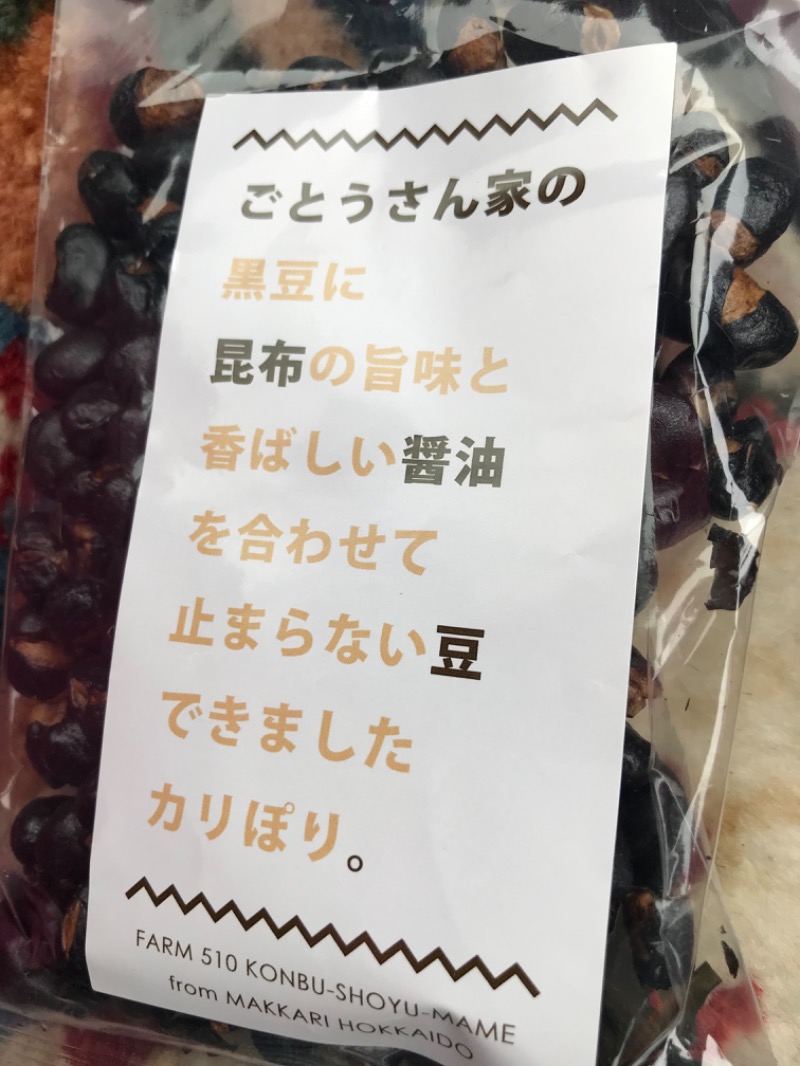 ごとうさん家の
黒豆に
昆布の旨味と
香ばしい醤油
を合わせて
止まらない豆
できました
カリぽり。
FARM 510 KONBU-SHOYU-MAME
from MAKKARI HOKKAIDO